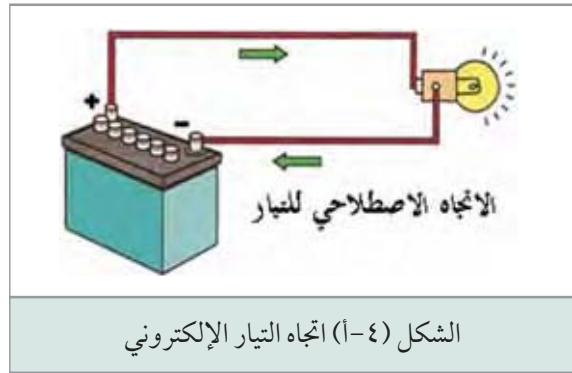 +
-
الاتجاه الاصطلاحي للتيار
الشكل (٤-أ) اتجاه التيار الإلكتروني